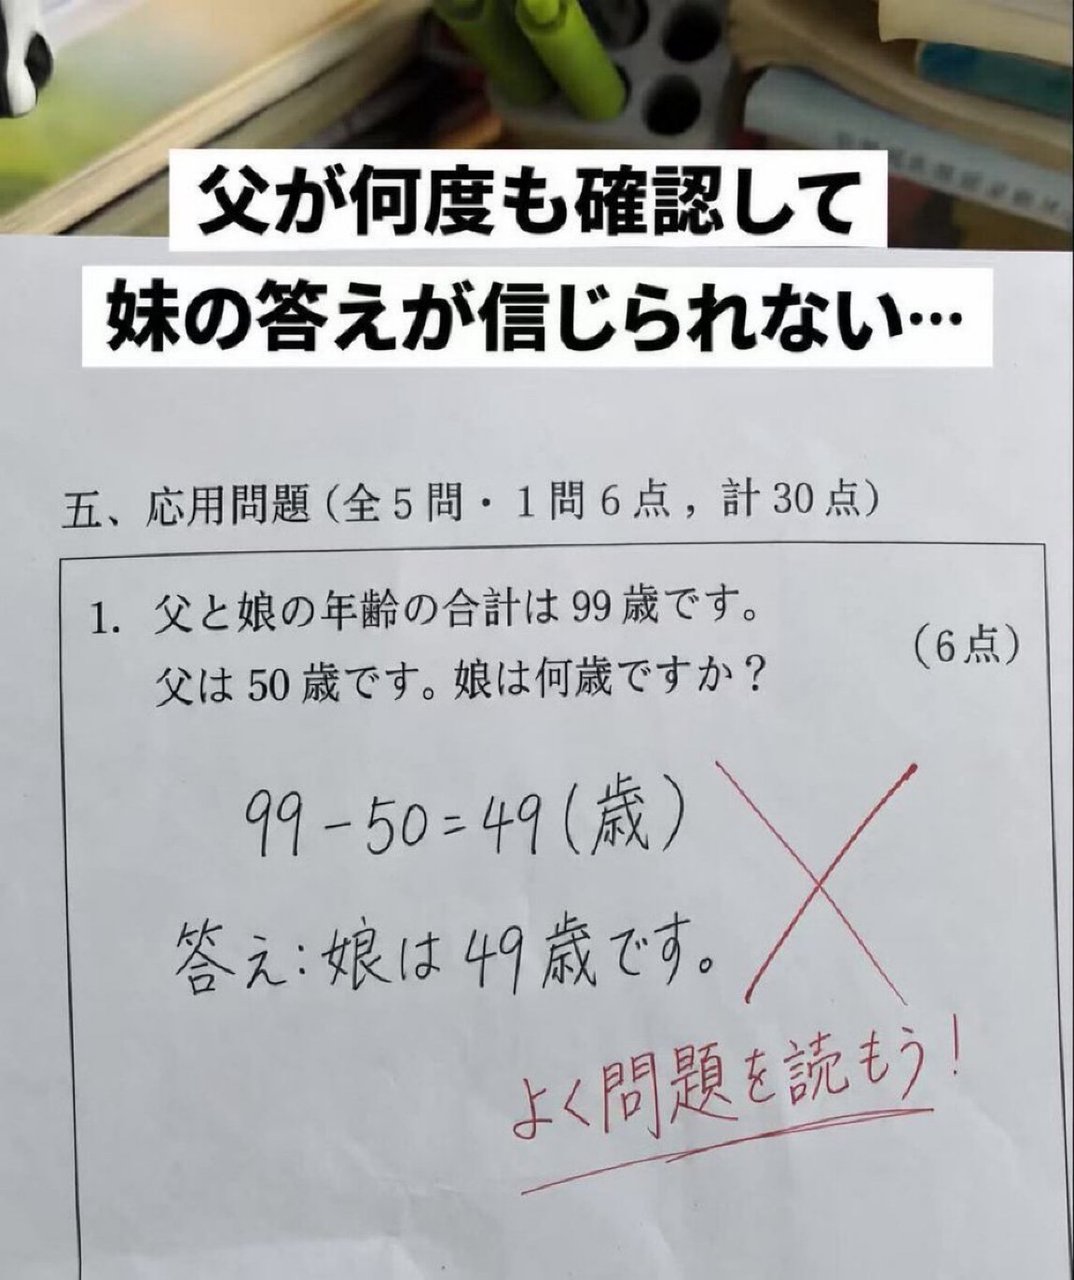 父が何度も確認して
妹の答えが信じられない…
五、応用問題(全5問・1問6点,計30点)
1. 父と娘の年齢の合計は99歳です。
(6点)
父は50歳です。娘は何歳ですか?
99-50=49(歳)
答え:娘は49歳です。
よく問題を読もう!